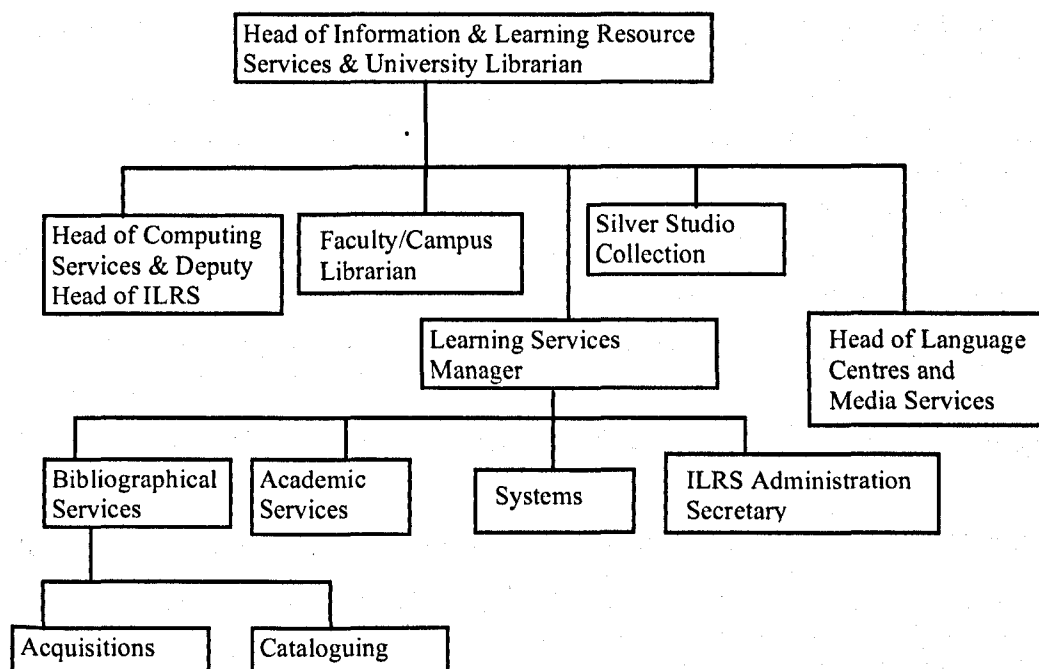 Head of Information & Learning Resource
Services & University Librarian
Head of Computing
Services & Deputy
Head of ILRS
Faculty/Campus
Librarian
Silver Studio
Collection
Learning Services
Manager
Head of Language
Centres and
Media Services
Bibliographical
Services
Academic
Services
Systems
ILRS Administration
Secretary
Acquisitions
Cataloguing